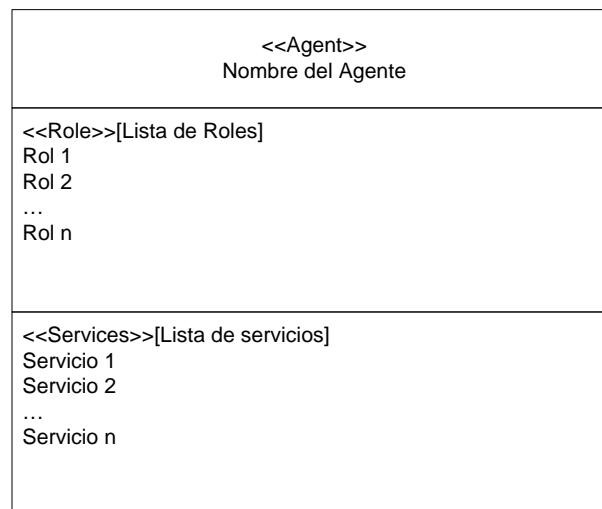 <<Agent>>
Nombre del Agente
<<Role>>[Lista de Roles]
Rol 1
Rol 2
…
Rol n
<<Services>>[Lista de servicios]
Servicio 1
Servicio 2
…
Servicio n